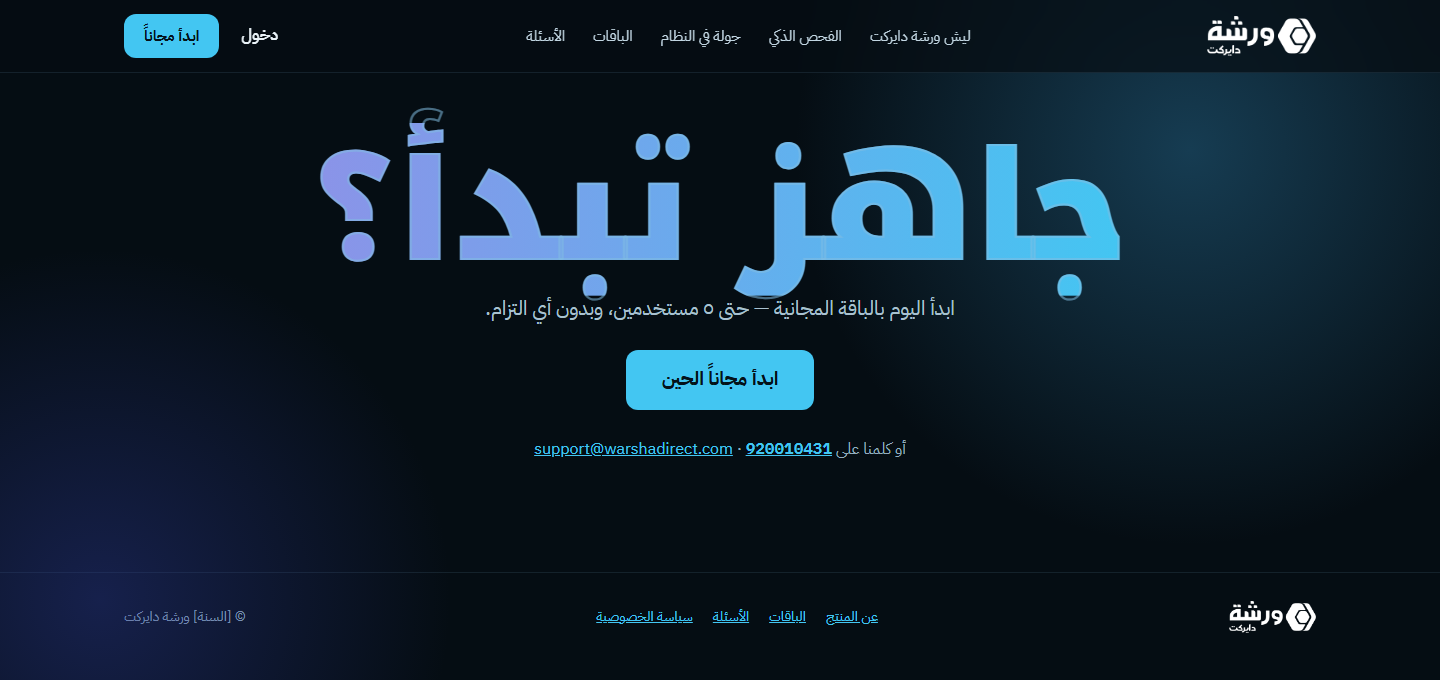 ورشة
دايركت
ليش ورشة دايركت
الفحص الذكي
جولة في النظام
الباقات
الأسئلة
دخول
ابدأ مجاناً
جاهز تبدأ؟
ابدأ اليوم بالباقة المجانية — حتى ٥ مستخدمين، وبدون أي التزام.
ابدأ مجاناً الحين
أو كلمنا على 920010431 · support@warshadirect.com
ورشة
دايركت
عن المنتج
الباقات
الأسئلة
سياسة الخصوصية
© [السنة] ورشة دايركت